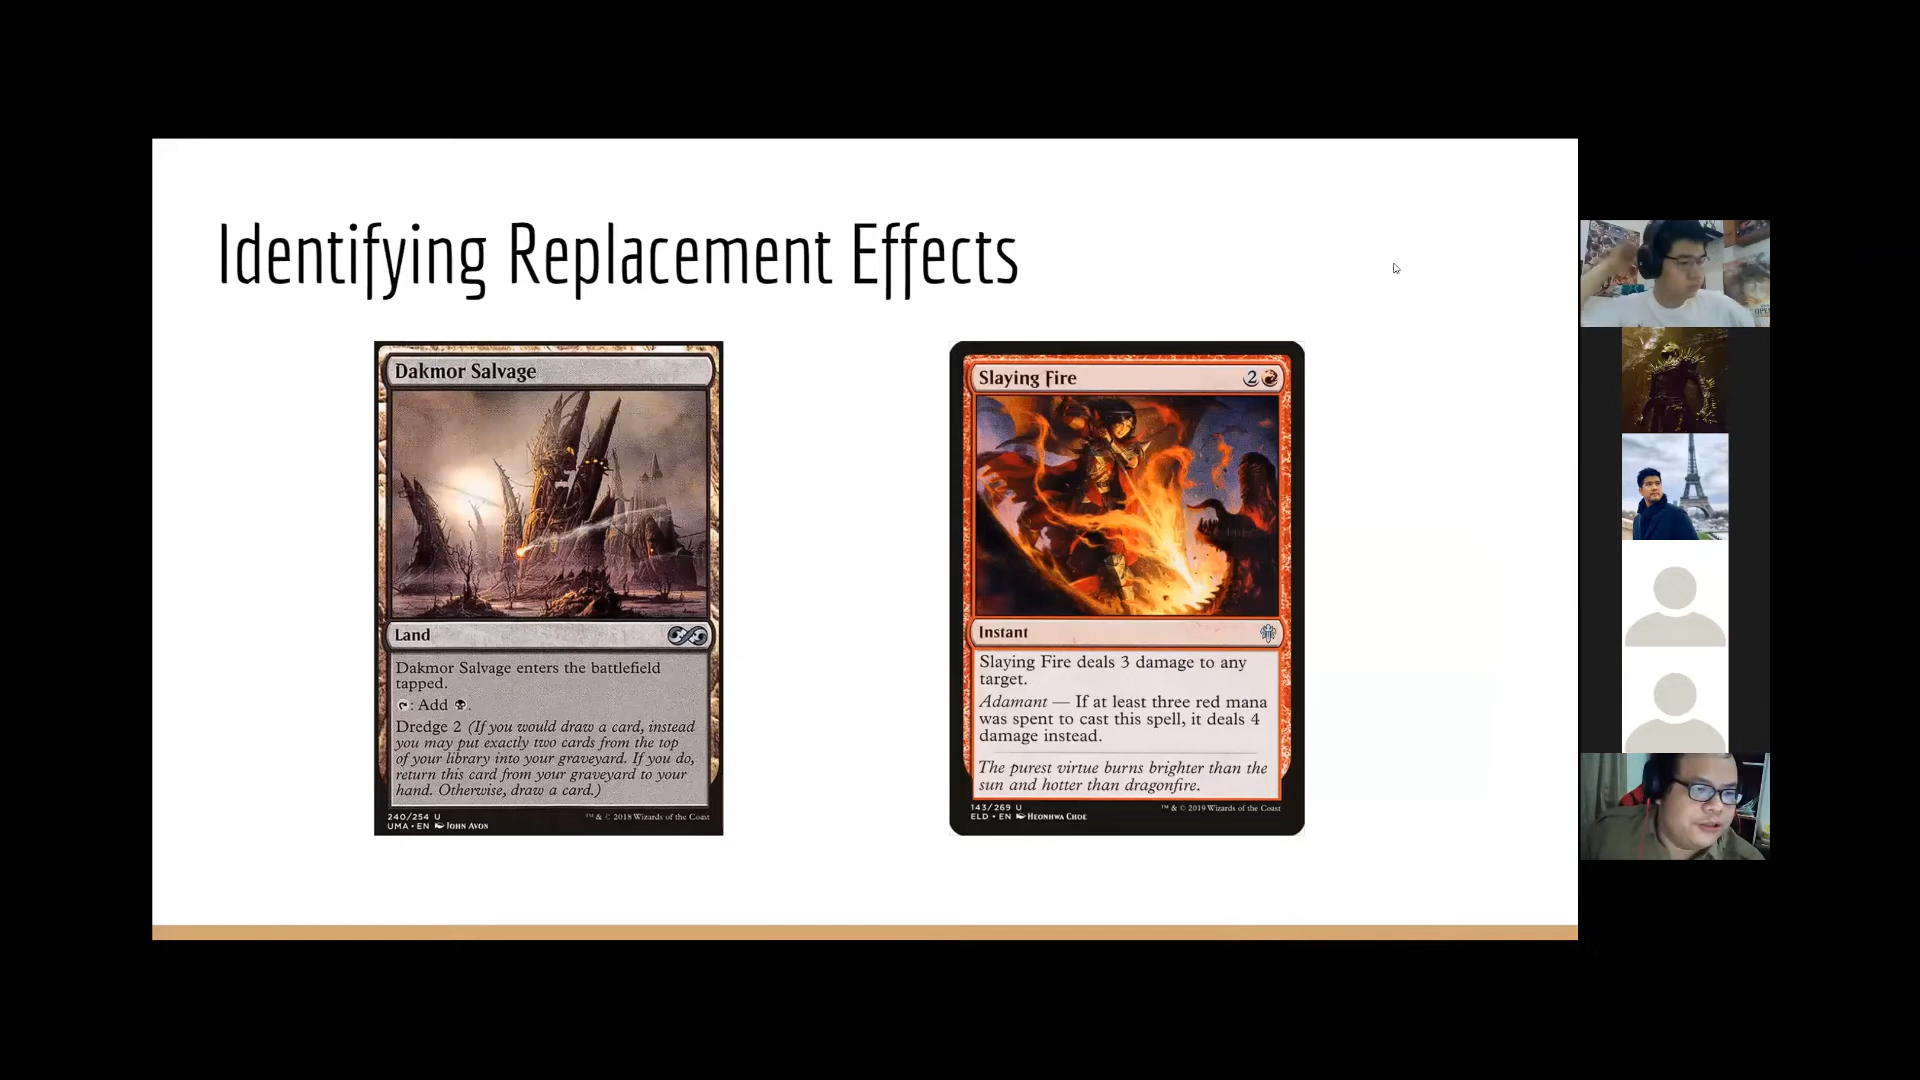 Identifying Replacement Effects
Dakmor Salvage
Land
Dakmor Salvage enters the battlefield
tapped.
: Add .
Dredge 2 (If you would draw a card, instead
you may put exactly two cards from the top
of your library into your graveyard. If you do,
return this card from your graveyard to your
hand. Otherwise, draw a card.)
240/254 U
UMA • EN JOHN AVON
™ & © 2018 Wizards of the Coast
Slaying Fire
2
Instant
Slaying Fire deals 3 damage to any
target.
Adamant — If at least three red mana
was spent to cast this spell, it deals 4
damage instead.
The purest virtue burns brighter than the
sun and hotter than dragonfire.
143/269 U
ELD • EN HEONHWA CHOE
™ & © 2019 Wizards of the Coast